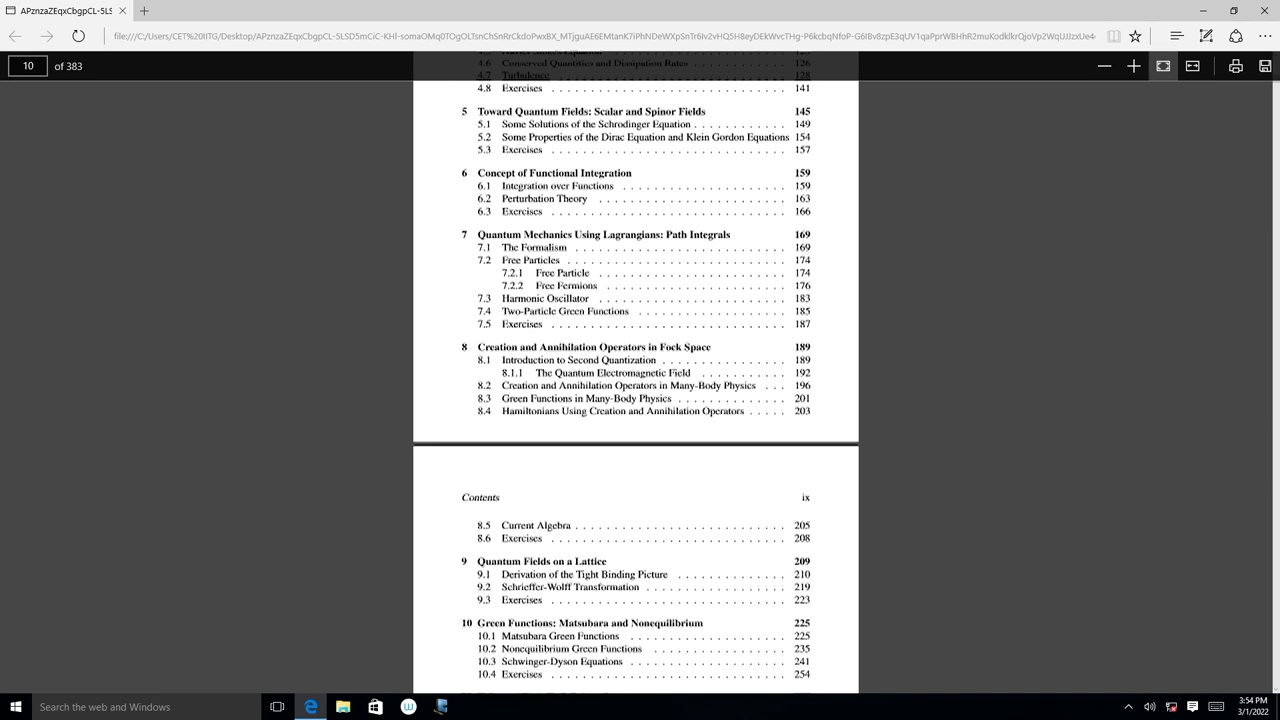 APznzaZEqxCbgpCL-5LS
file:///C:/Users/CET%20IITG/Desktop/
10 of 383
4.6 Conserved Quantities and Dissipation Rates 126
4.7 Turbulence 128
4.8 Exercises 141
5 Toward Quantum Fields: Scalar and Spinor Fields 145
5.1 Some Solutions of the Schrodinger Equation 149
5.2 Some Properties of the Dirac Equation and Klein Gordon Equations 154
5.3 Exercises 157
6 Concept of Functional Integration 159
6.1 Integration over Functions 159
6.2 Perturbation Theory 163
6.3 Exercises 166
7 Quantum Mechanics Using Lagrangians: Path Integrals 169
7.1 The Formalism 169
7.2 Free Particles 174
7.2.1 Free Particle 174
7.2.2 Free Fermions 176
7.3 Harmonic Oscillator 183
7.4 Two-Particle Green Functions 185
7.5 Exercises 187
8 Creation and Annihilation Operators in Fock Space 189
8.1 Introduction to Second Quantization 189
8.1.1 The Quantum Electromagnetic Field 192
8.2 Creation and Annihilation Operators in Many-Body Physics 196
8.3 Green Functions in Many-Body Physics 201
8.4 Hamiltonians Using Creation and Annihilation Operators 203
Contents ix
8.5 Current Algebra 205
8.6 Exercises 208
9 Quantum Fields on a Lattice 209
9.1 Derivation of the Tight Binding Picture 210
9.2 Schrieffer-Wolff Transformation 219
9.3 Exercises 223
10 Green Functions: Matsubara and Nonequilibrium 225
10.1 Matsubara Green Functions 225
10.2 Nonequilibrium Green Functions 235
10.3 Schwinger-Dyson Equations 241
10.4 Exercises 254
Search the web and Windows
3:54 PM
3/1/2022